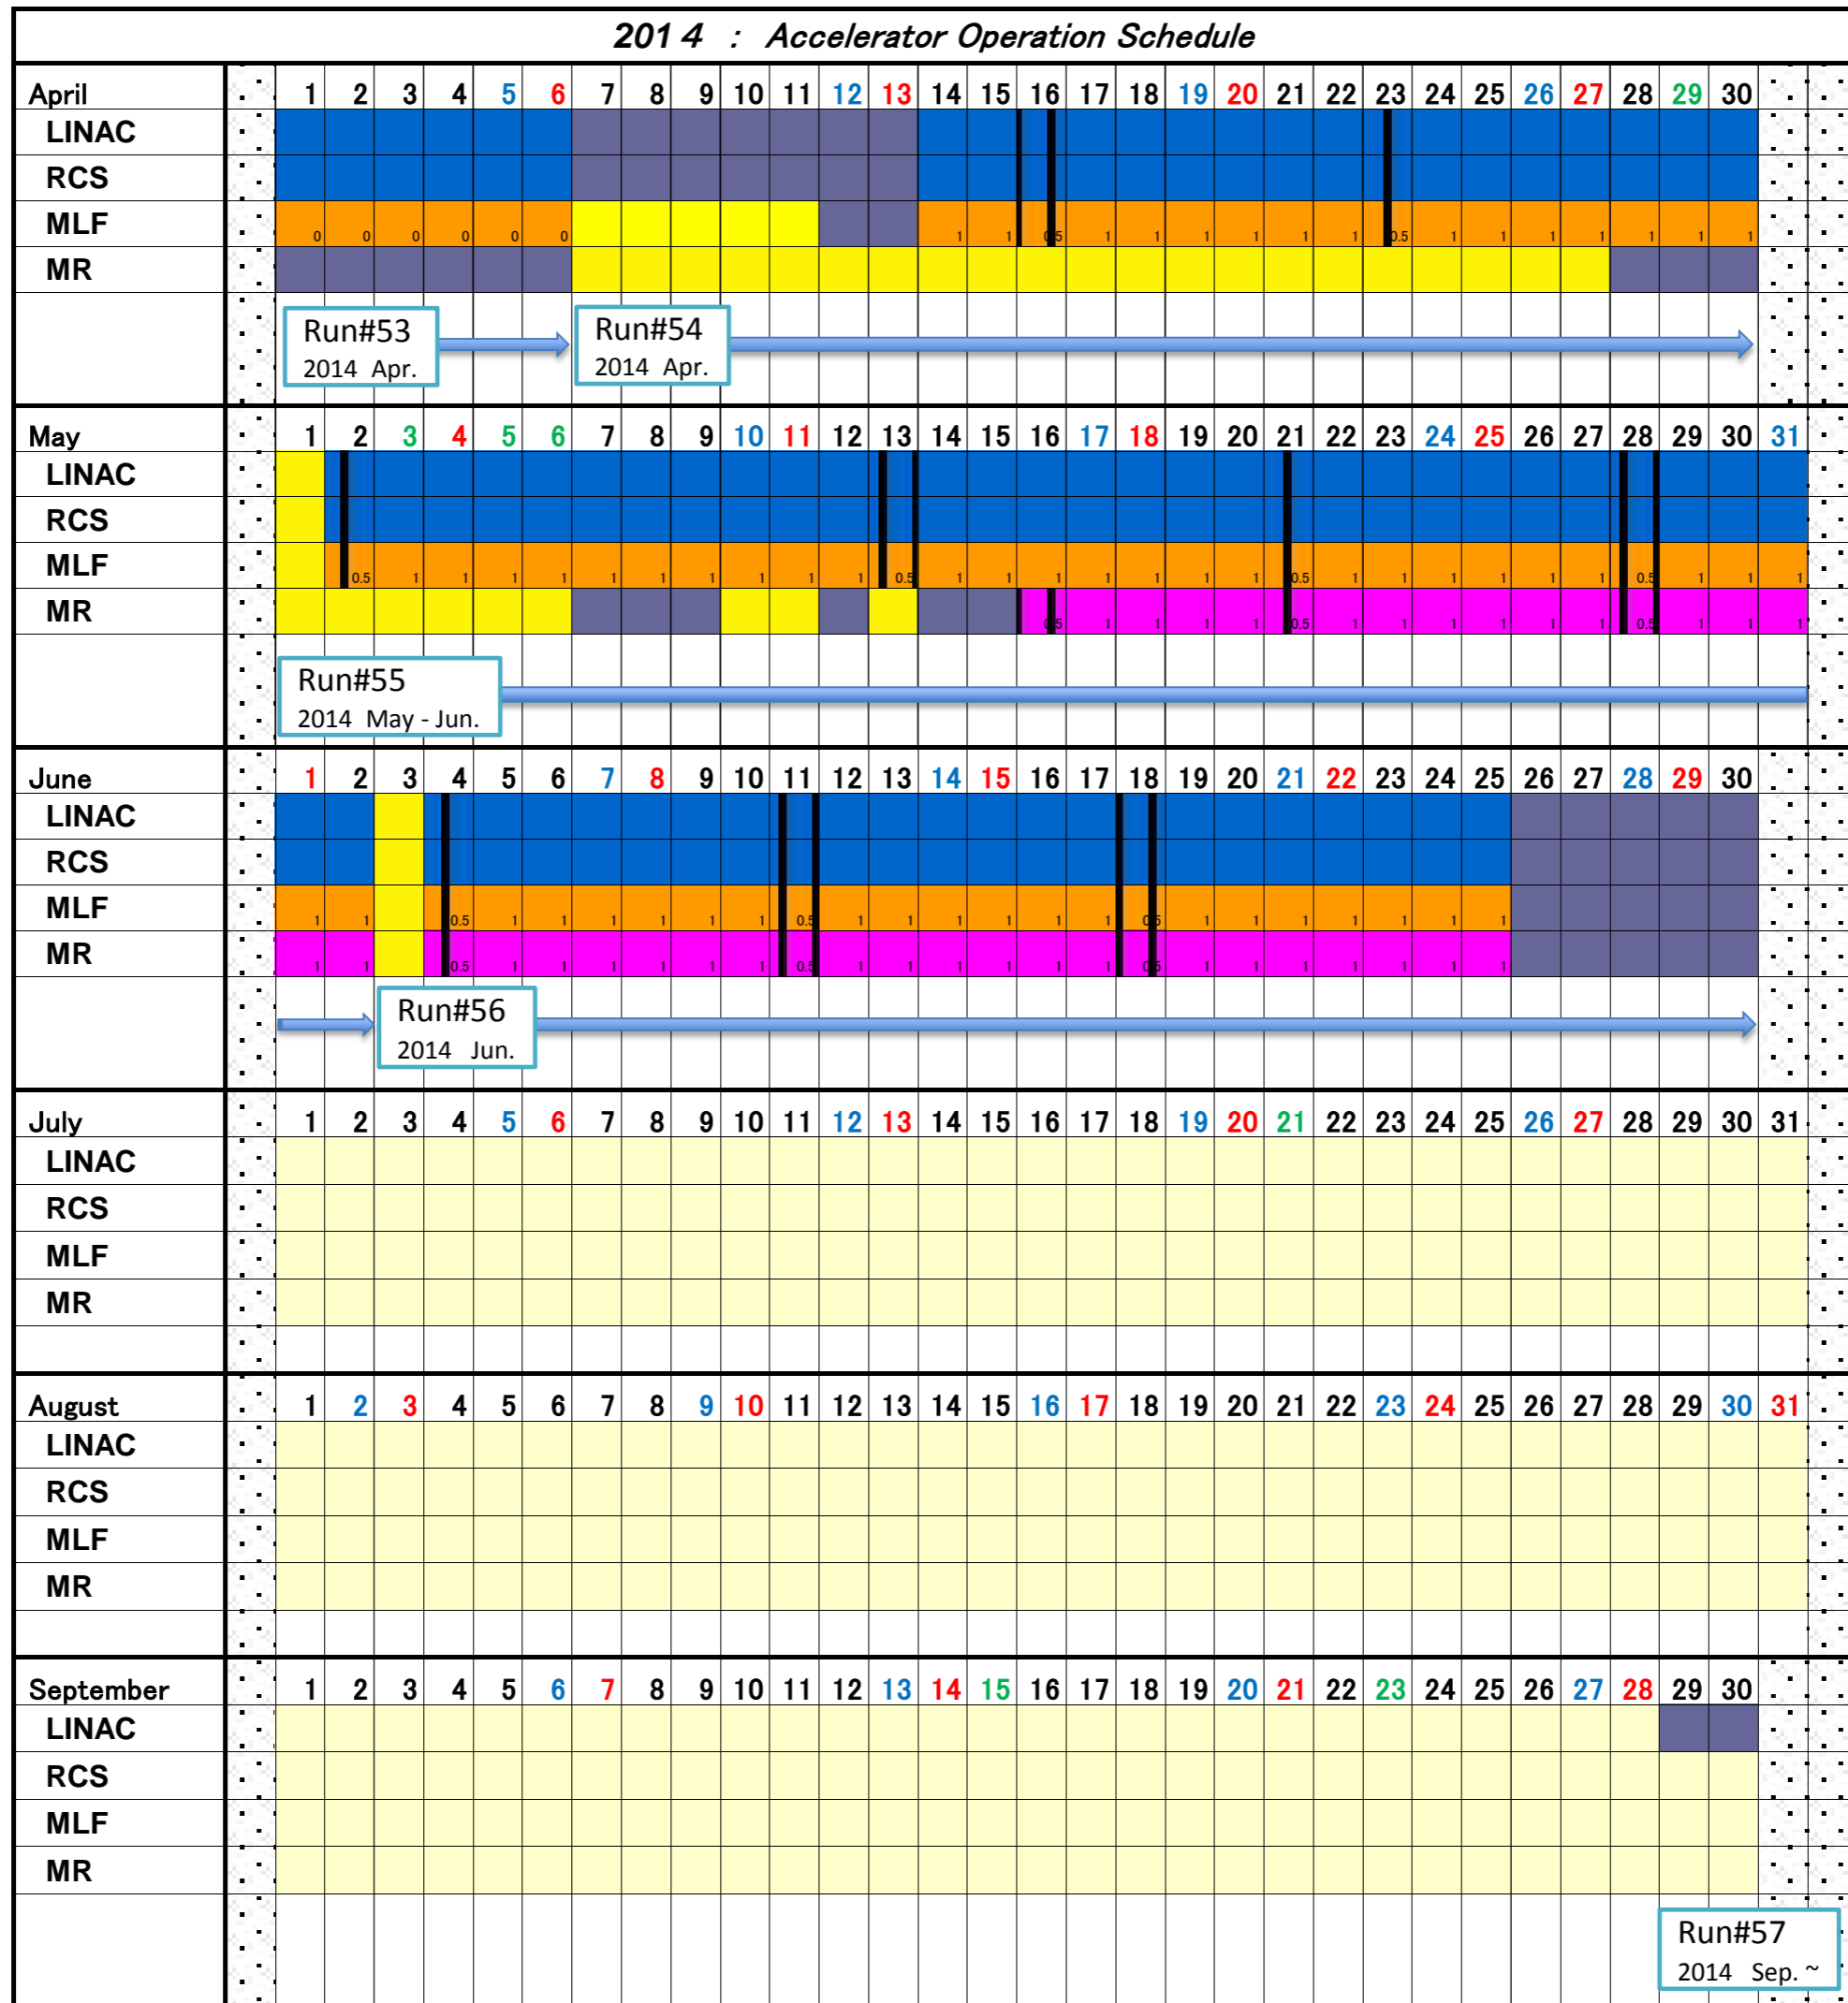 2014 : Accelerator Operation Schedule
April 1 2 3 4 5 6 7 8 9 10 11 12 13 14 15 16 17 18 19 20 21 22 23 24 25 26 27 28 29 30
LINAC
RCS
MLF 0 0 0 0 0 0 1 1 0.5 1 1 1 1 1 1 0.5 1 1 1 1 1 1 1
MR
Run#53 Run#54
2014 Apr. 2014 Apr.
May 1 2 3 4 5 6 7 8 9 10 11 12 13 14 15 16 17 18 19 20 21 22 23 24 25 26 27 28 29 30 31
LINAC
RCS
MLF 0.5 1 1 1 1 1 1 1 1 1 1 0.5 1 1 1 1 1 1 1 0.5 1 1 1 1 1 1 0.5 1 1 1
MR 0.5 1 1 1 1 0.5 1 1 1 1 1 1 0.5 1 1 1
Run#55
2014 May - Jun.
June 1 2 3 4 5 6 7 8 9 10 11 12 13 14 15 16 17 18 19 20 21 22 23 24 25 26 27 28 29 30
LINAC
RCS
MLF 1 1 0.5 1 1 1 1 1 1 0.5 1 1 1 1 1 1 0.5 1 1 1 1 1 1 1
MR 1 1 0.5 1 1 1 1 1 1 0.5 1 1 1 1 1 1 0.5 1 1 1 1 1 1 1
Run#56
2014 Jun.
July 1 2 3 4 5 6 7 8 9 10 11 12 13 14 15 16 17 18 19 20 21 22 23 24 25 26 27 28 29 30 31
LINAC
RCS
MLF
MR
August 1 2 3 4 5 6 7 8 9 10 11 12 13 14 15 16 17 18 19 20 21 22 23 24 25 26 27 28 29 30 31
LINAC
RCS
MLF
MR
September 1 2 3 4 5 6 7 8 9 10 11 12 13 14 15 16 17 18 19 20 21 22 23 24 25 26 27 28 29 30
LINAC
RCS
MLF
MR
Run#57
2014 Sep. ~